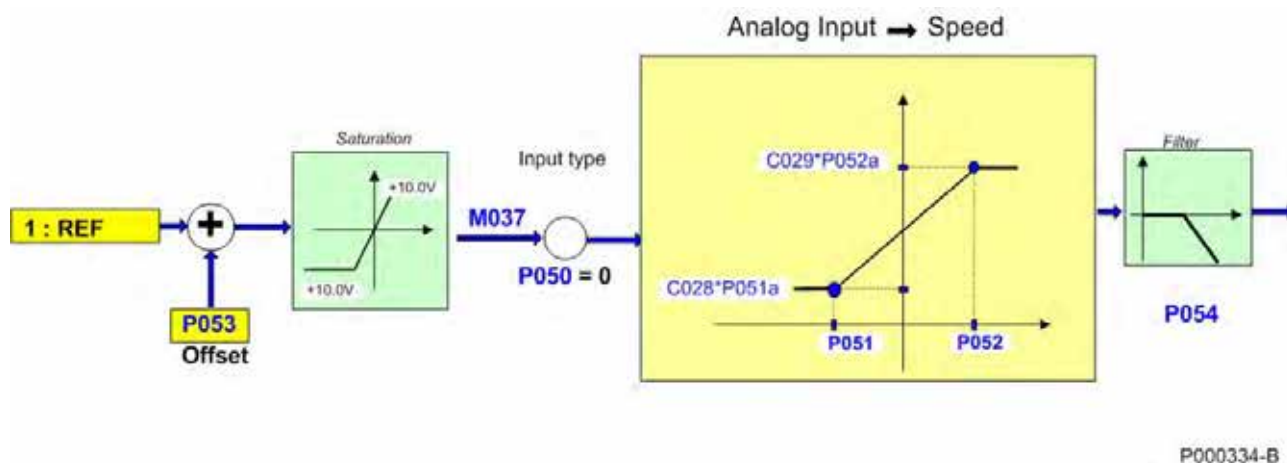 Analog Input → Speed
Saturation
+10.0V
+10.0V
1 : REF
+
P053
Offset
M037
Input type
P050 = 0
C029*P052a
C028*P051a
P051
P052
Filter
P054
P000334-B